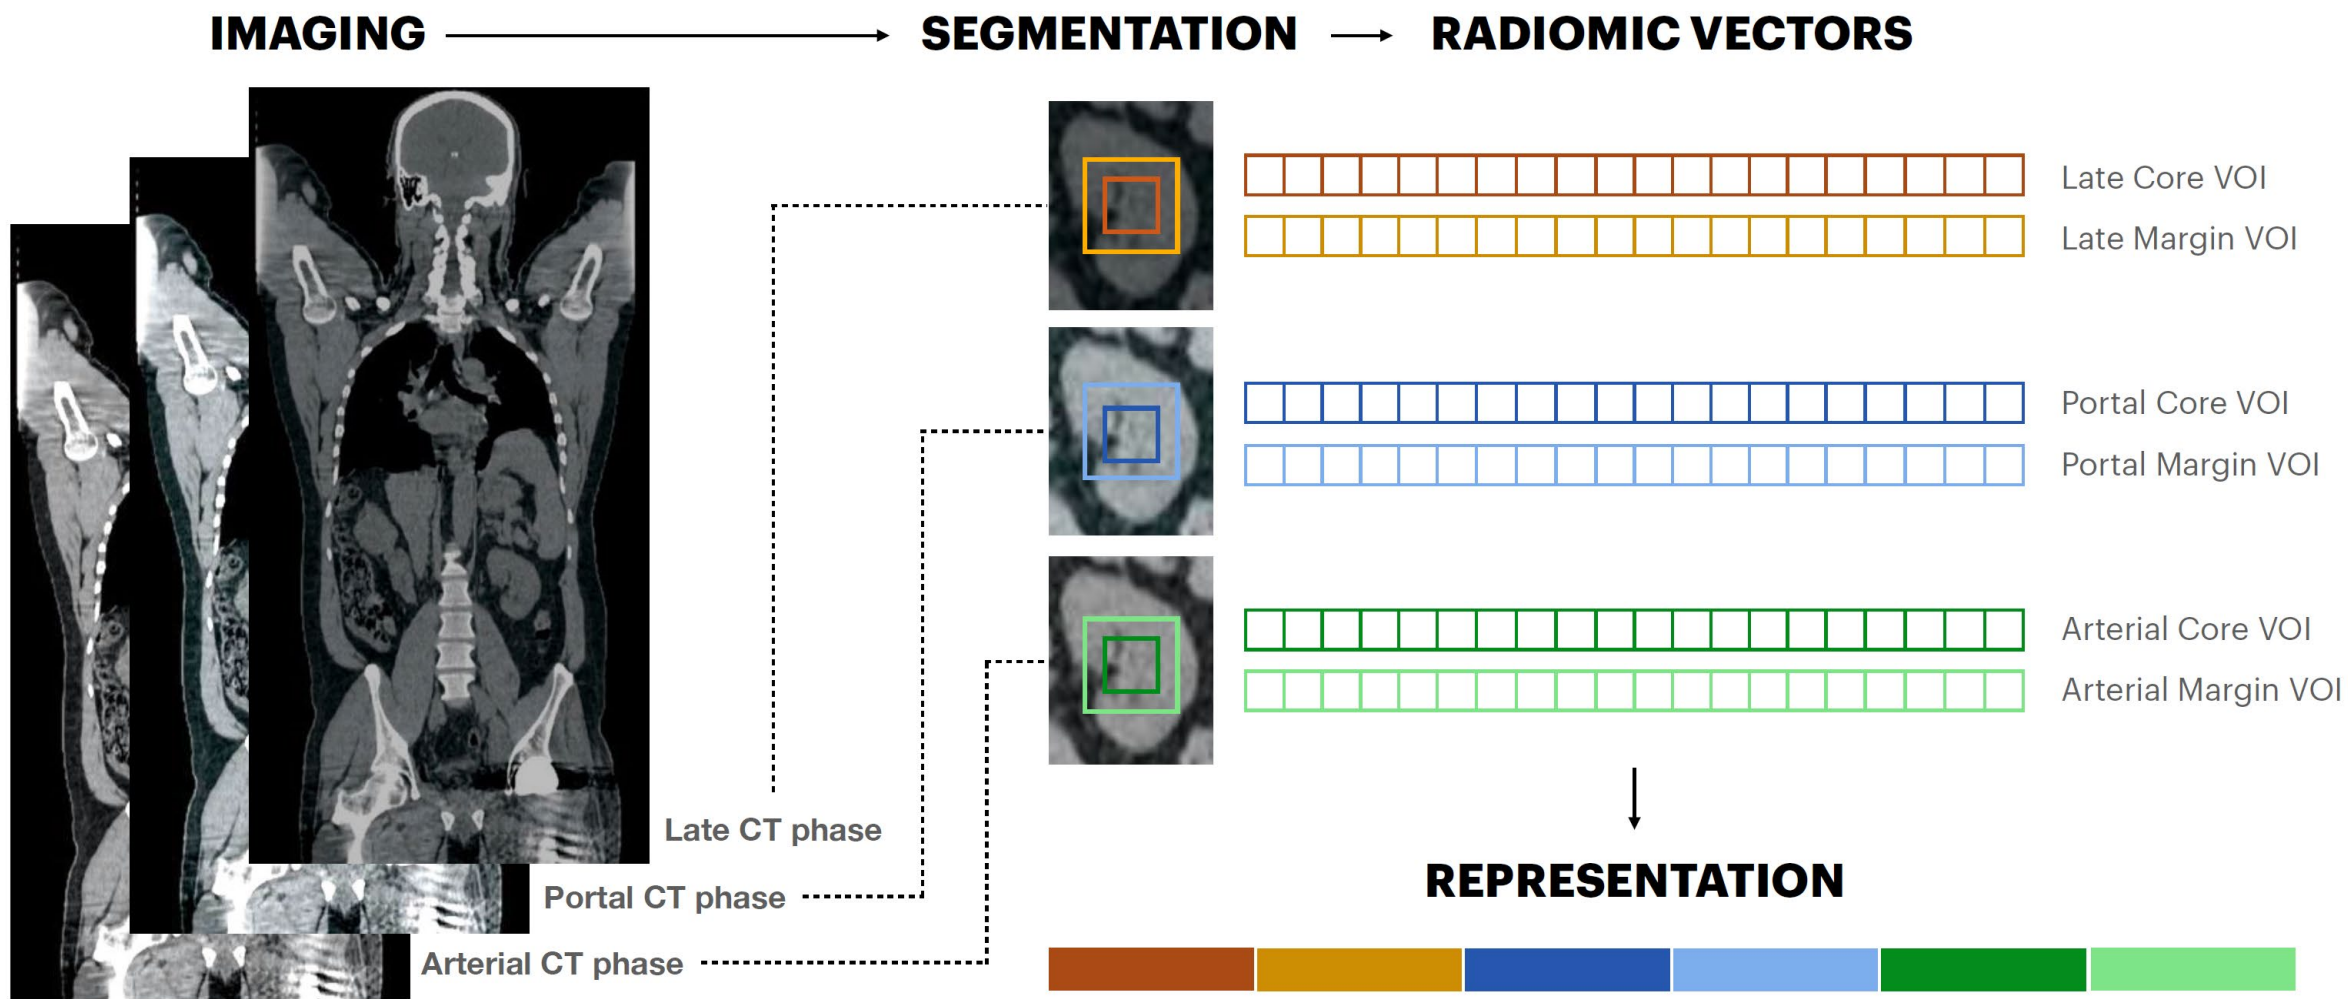 IMAGING
SEGMENTATION
RADIOMIC VECTORS
Late Core VOI
Late Margin VOI
Portal Core VOI
Portal Margin VOI
Arterial Core VOI
Arterial Margin VOI
Late CT phase
Portal CT phase
Arterial CT phase
REPRESENTATION